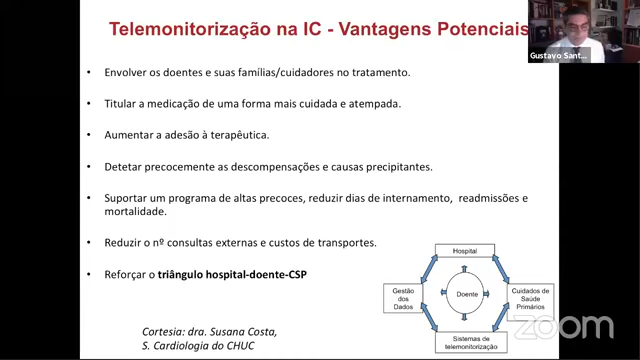 Telemonitorização na IC - Vantagens Potenciais
Gustavo Sant...
• Envolver os doentes e suas famílias/cuidadores no tratamento.
• Titular a medicação de uma forma mais cuidada e atempada.
• Aumentar a adesão à terapêutica.
• Detetar precocemente as descompensações e causas precipitantes.
• Suportar um programa de altas precoces, reduzir dias de internamento, readmissões e
mortalidade.
• Reduzir o nº consultas externas e custos de transportes.
• Reforçar o triângulo hospital-doente-CSP
Hospital
Gestão
dos
Dados
Doente
Cuidados de
Saúde
Primários
Sistemas de
telemonitorização
Cortesia: dra. Susana Costa,
S. Cardiologia do CHUC
zoom